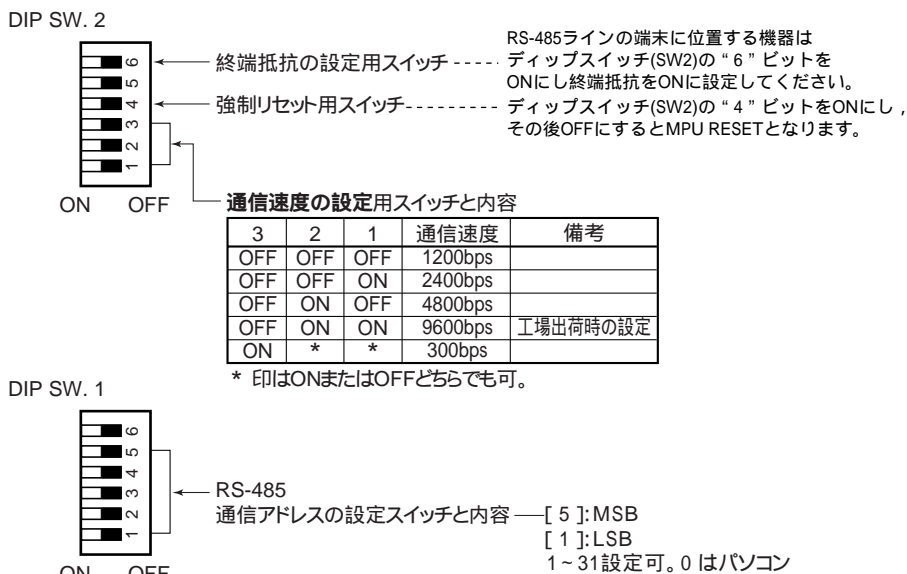 DIP SW. 2
RS-485ラインの端末に位置する機器は
終端抵抗の設定用スイッチ ディップスイッチ(SW2)の“6”ビットを
ONにし終端抵抗をONに設定してください。
強制リセット用スイッチ ディップスイッチ(SW2)の“4”ビットをONにし，
その後OFFにするとMPU RESETとなります。
6
5
4
3
2
1
ON OFF
通信速度の設定用スイッチと内容
3 2 1 通信速度 備考
OFF OFF OFF 1200bps
OFF OFF ON 2400bps
OFF ON OFF 4800bps
OFF ON ON 9600bps 工場出荷時の設定
ON * * 300bps
* 印はONまたはOFFどちらでも可。
DIP SW. 1
6
5
4
3
2
1
RS-485
通信アドレスの設定スイッチと内容 [ 5 ]:MSB
[ 1 ]:LSB
1~31設定可。0 はパソコン
ON OFF